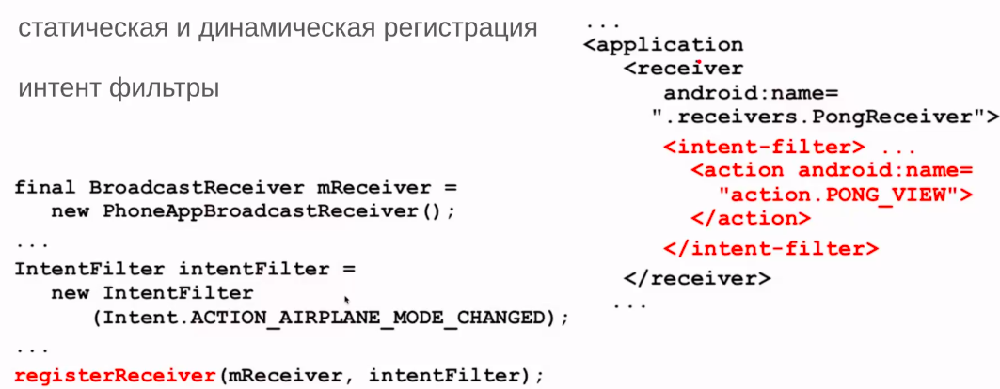 статическая и динамическая регистрация
интент фильтры
final BroadcastReceiver mReceiver =
new PhoneAppBroadcastReceiver();
...
IntentFilter intentFilter =
new IntentFilter
(Intent.ACTION_AIRPLANE_MODE_CHANGED);
...
registerReceiver(mReceiver, intentFilter);
...
<application
<receiver
android:name=
".receivers.PongReceiver">
<intent-filter> ...
<action android:name=
"action.PONG_VIEW">
</action>
</intent-filter>
</receiver>
...